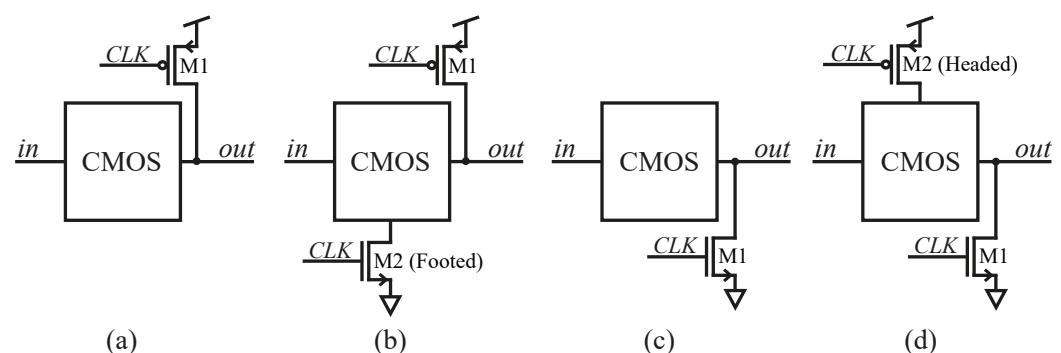 CLK
M1
in
CMOS
out
(a)
CLK
M1
in
CMOS
out
CLK
M2 (Footed)
(b)
in
CMOS
out
CLK
M1
(c)
CLK
M2 (Headed)
in
CMOS
out
CLK
M1
(d)